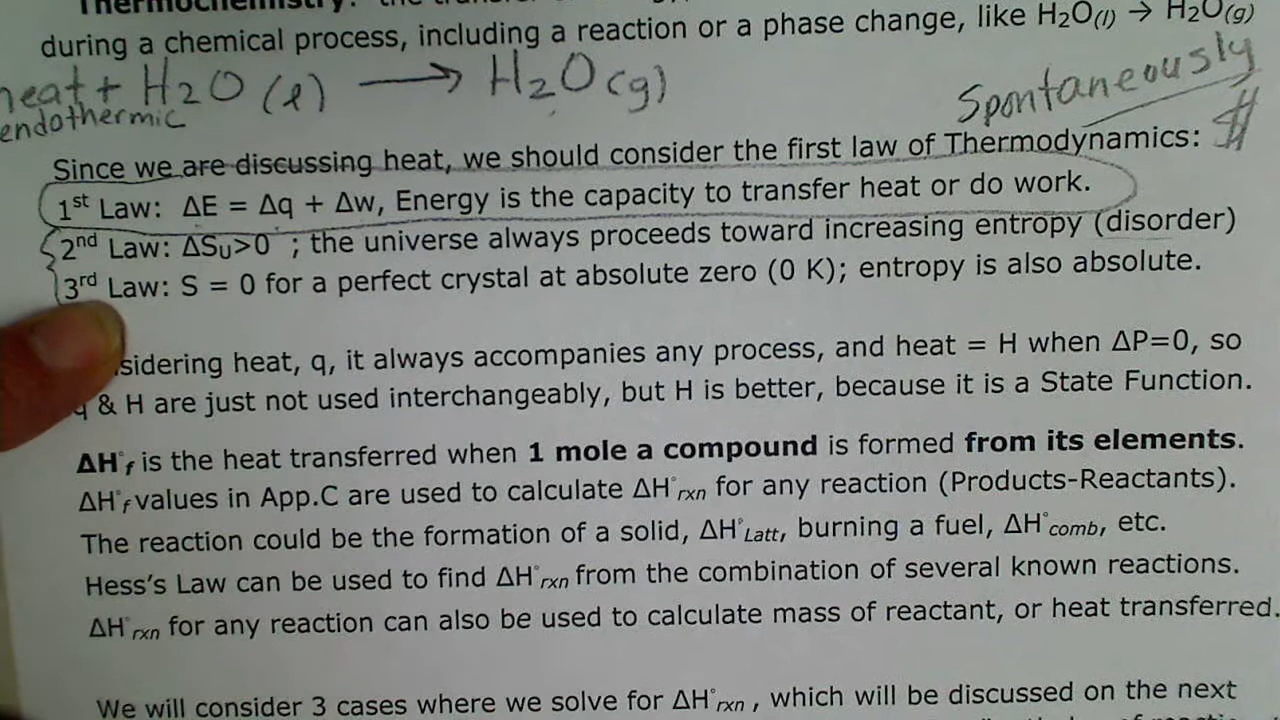 Thermochemistry: the
during a chemical process, including a reaction or a phase change, like H₂O(l) → H₂O(g)
heat + H₂O (l) → H₂O (g)
endothermic
Spontaneously
Since we are discussing heat, we should consider the first law of Thermodynamics:
1st Law: ΔE = Δq + Δw, Energy is the capacity to transfer heat or do work.
2nd Law: ΔSU>0 ; the universe always proceeds toward increasing entropy (disorder)
3rd Law: S = 0 for a perfect crystal at absolute zero (0 K); entropy is also absolute.
sidering heat, q, it always accompanies any process, and heat = H when ΔP=0, so
q & H are just not used interchangeably, but H is better, because it is a State Function.
ΔH°f is the heat transferred when 1 mole a compound is formed from its elements.
ΔH°f values in App.C are used to calculate ΔH°rxn for any reaction (Products-Reactants).
The reaction could be the formation of a solid, ΔH°Latt, burning a fuel, ΔH°comb, etc.
Hess's Law can be used to find ΔH°rxn from the combination of several known reactions.
ΔH°rxn for any reaction can also be used to calculate mass of reactant, or heat transferred.
We will consider 3 cases where we solve for ΔH°rxn , which will be discussed on the next